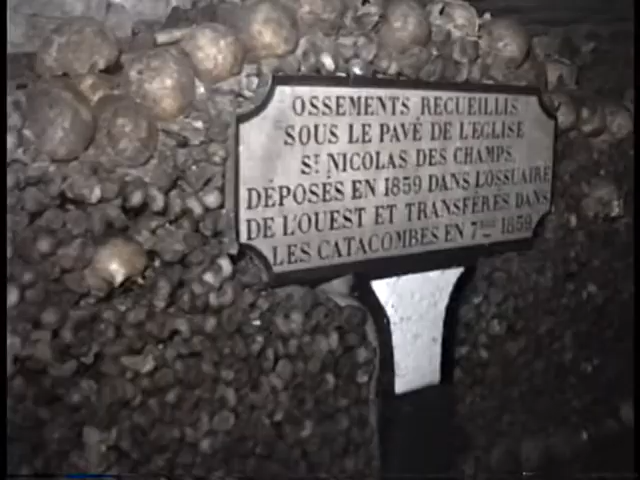 OSSEMENTS RECUEILLIS
SOUS LE PAVÉ DE L'EGLISE
ST. NICOLAS DES CHAMPS,
DÉPOSÉS EN 1859 DANS L'OSSUAIRE
DE L'OUEST ET TRANSFÉRÉS DANS
LES CATACOMBES EN 7BRE 1859.